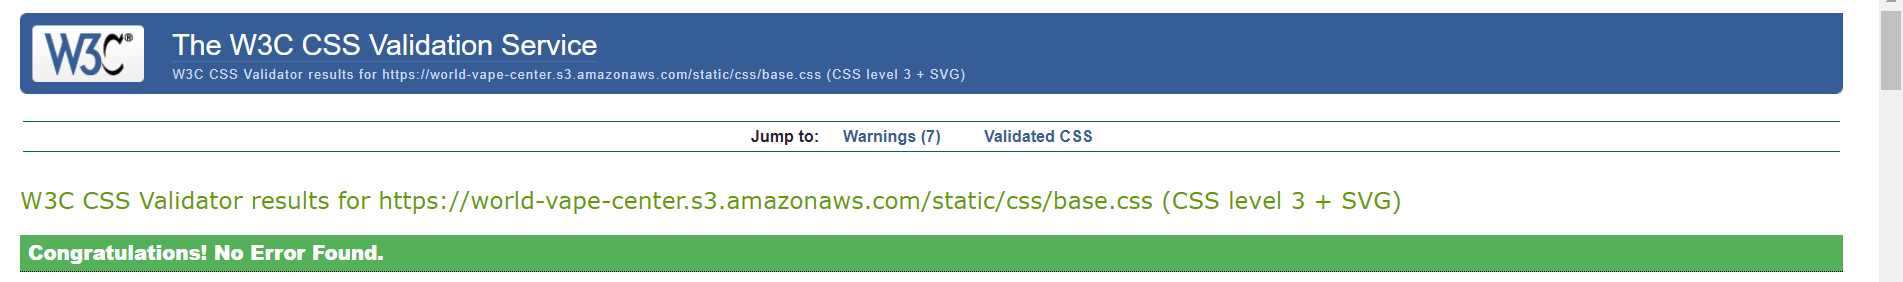 W3C®
The W3C CSS Validation Service
W3C CSS Validator results for https://world-vape-center.s3.amazonaws.com/static/css/base.css (CSS level 3 + SVG)
Jump to: Warnings (7) Validated CSS
W3C CSS Validator results for https://world-vape-center.s3.amazonaws.com/static/css/base.css (CSS level 3 + SVG)
Congratulations! No Error Found.